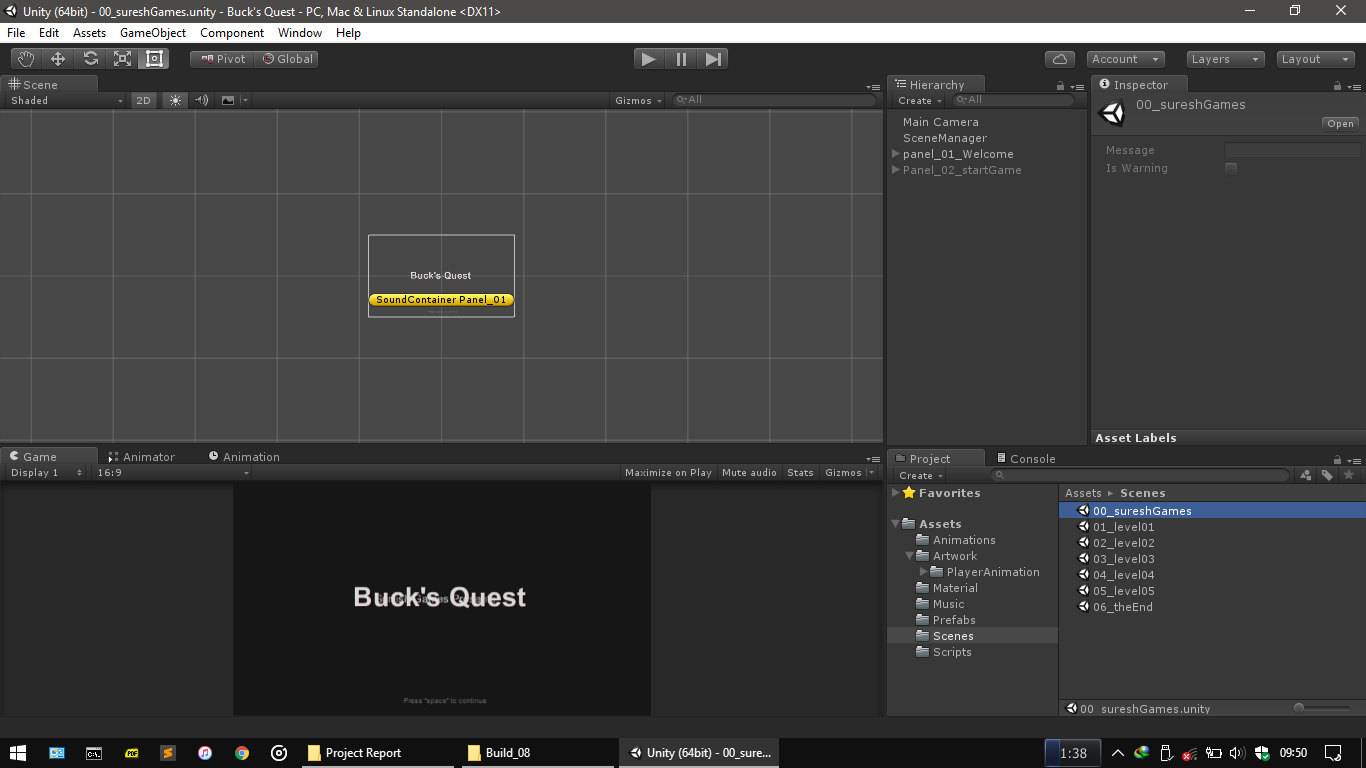 Unity (64bit) - 00_sureshGames.unity - Buck's Quest - PC, Mac & Linux Standalone <DX11>
File Edit Assets GameObject Component Window Help
Pivot Global Account Layers Layout
Scene
Shaded 2D Gizmos All
Buck's Quest
SoundContainer Panel_01
Hierarchy
Create All
Main Camera
SceneManager
panel_01_Welcome
Panel_02_startGame
Inspector
00_sureshGames
Open
Message
Is Warning
Asset Labels
Game Animator Animation
Display 1 16:9 Maximize on Play Mute audio Stats Gizmos
Buck's Quest
Press "space" to continue
Project Console
Create
Favorites
Assets
Animations
Artwork
PlayerAnimation
Material
Music
Prefabs
Scenes
Scripts
Assets Scenes
00_sureshGames
01_level01
02_level02
03_level03
04_level04
05_level05
06_theEnd
00_sureshGames.unity
Project Report Build_08 Unity (64bit) - 00_sure... 1:38 09:50